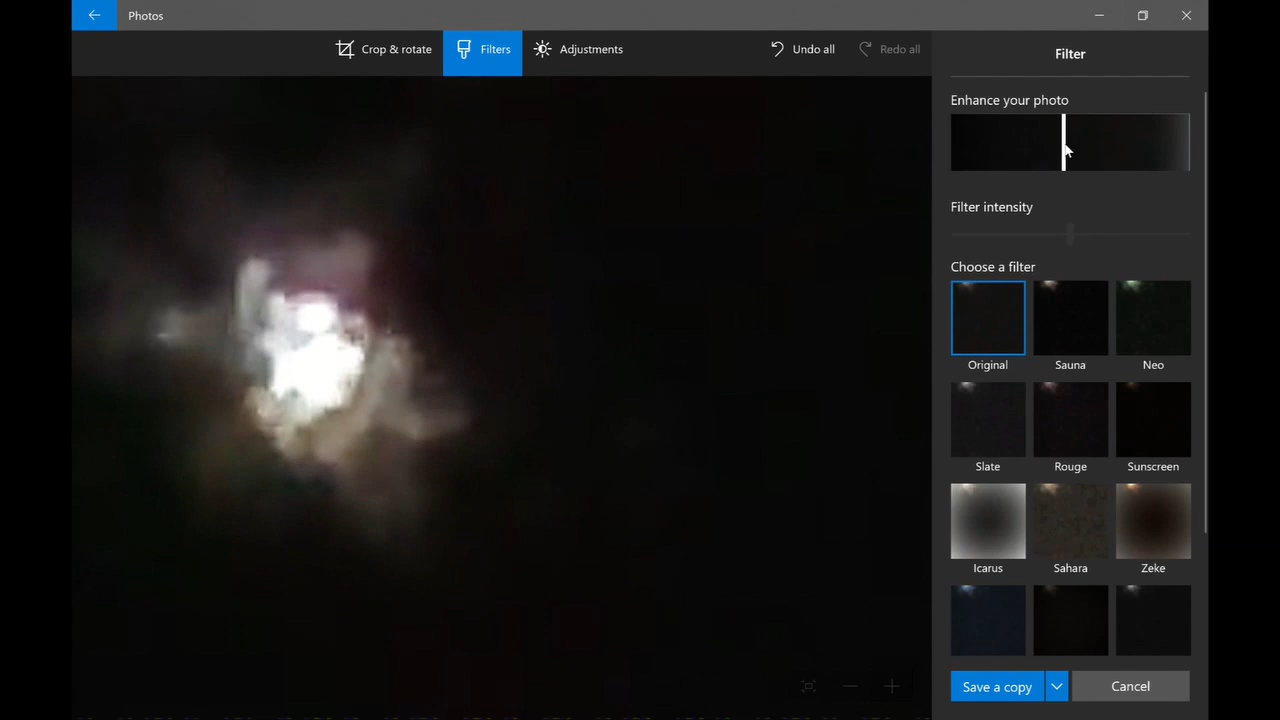 Photos
Crop & rotate
Filters
Adjustments
Undo all
Redo all
Filter
Enhance your photo
Filter intensity
Choose a filter
Original
Sauna
Neo
Slate
Rouge
Sunscreen
Icarus
Sahara
Zeke
Save a copy
Cancel